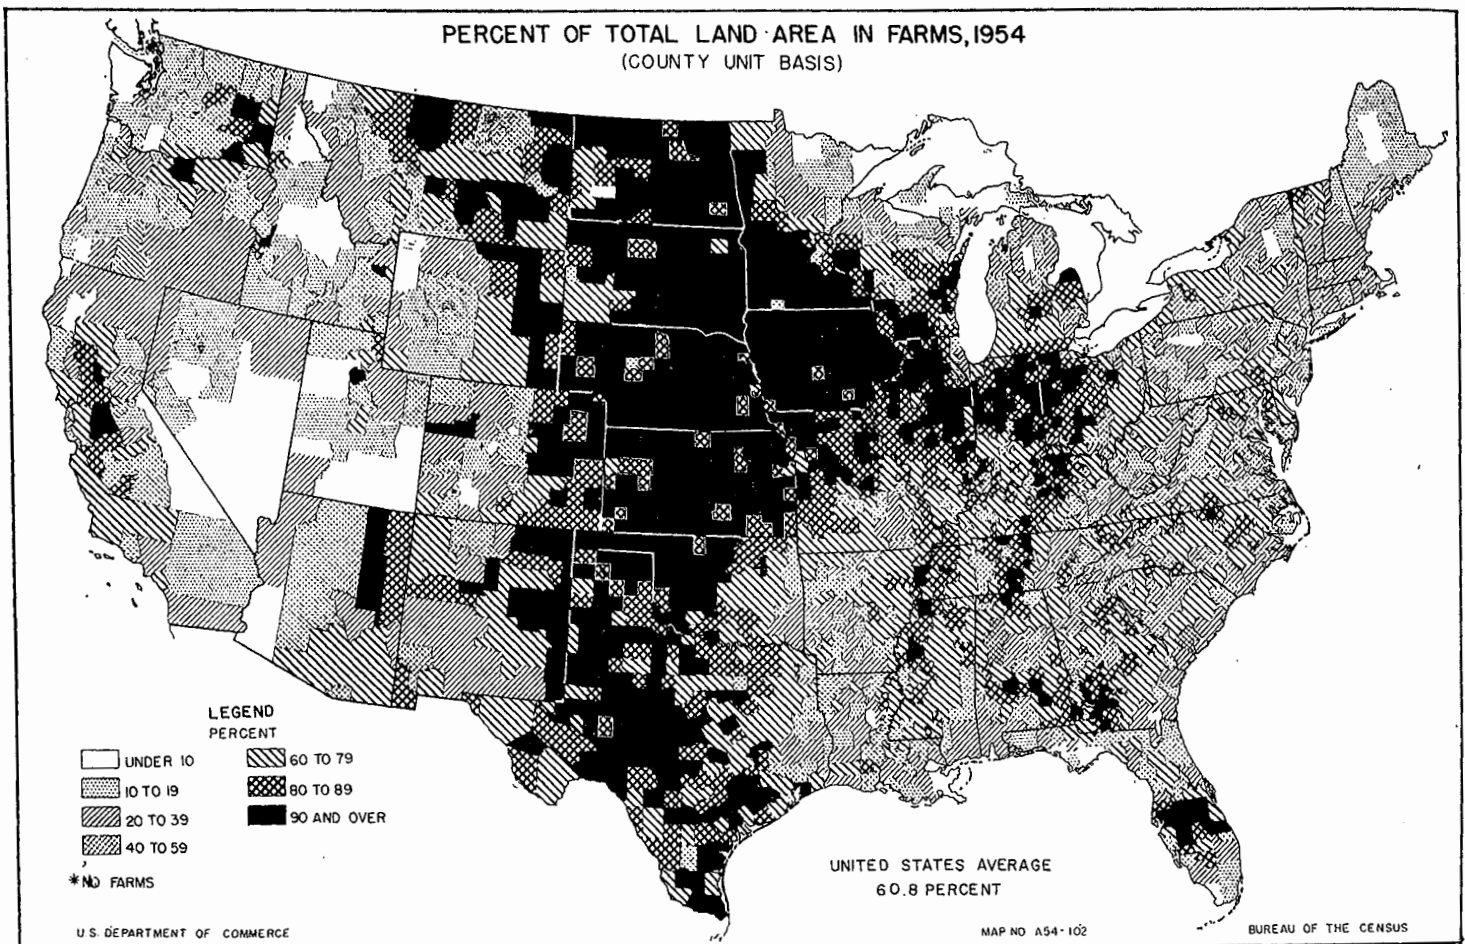 PERCENT OF TOTAL LAND AREA IN FARMS, 1954
(COUNTY UNIT BASIS)
LEGEND
PERCENT
UNDER 10
10 TO 19
20 TO 39
40 TO 59
60 TO 79
80 TO 89
90 AND OVER
*NO FARMS
UNITED STATES AVERAGE
60.8 PERCENT
U.S. DEPARTMENT OF COMMERCE
MAP NO A54-102
BUREAU OF THE CENSUS